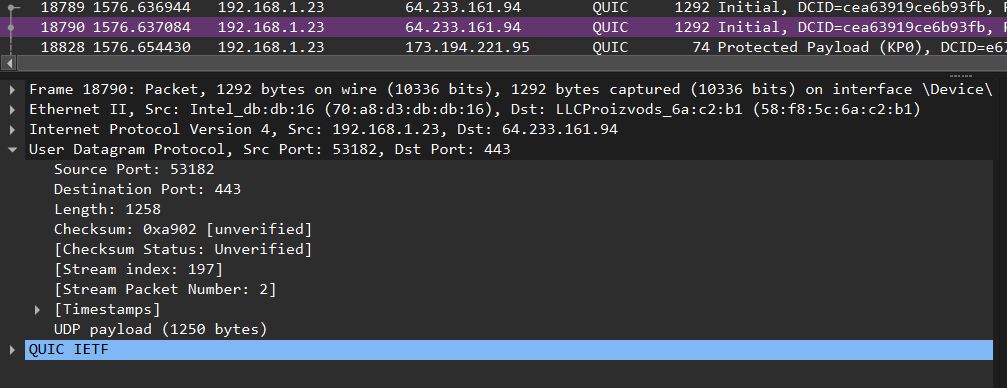 18789 1576.636944 192.168.1.23 64.233.161.94 QUIC 1292 Initial, DCID=cea63919ce6b93fb,
18790 1576.637084 192.168.1.23 64.233.161.94 QUIC 1292 Initial, DCID=cea63919ce6b93fb,
18828 1576.654430 192.168.1.23 173.194.221.95 QUIC 74 Protected Payload (KP0), DCID=e67
Frame 18790: Packet, 1292 bytes on wire (10336 bits), 1292 bytes captured (10336 bits) on interface \Device\
Ethernet II, Src: Intel_db:db:16 (70:a8:d3:db:db:16), Dst: LLCProizvods_6a:c2:b1 (58:f8:5c:6a:c2:b1)
Internet Protocol Version 4, Src: 192.168.1.23, Dst: 64.233.161.94
User Datagram Protocol, Src Port: 53182, Dst Port: 443
Source Port: 53182
Destination Port: 443
Length: 1258
Checksum: 0xa902 [unverified]
[Checksum Status: Unverified]
[Stream index: 197]
[Stream Packet Number: 2]
[Timestamps]
UDP payload (1250 bytes)
QUIC IETF